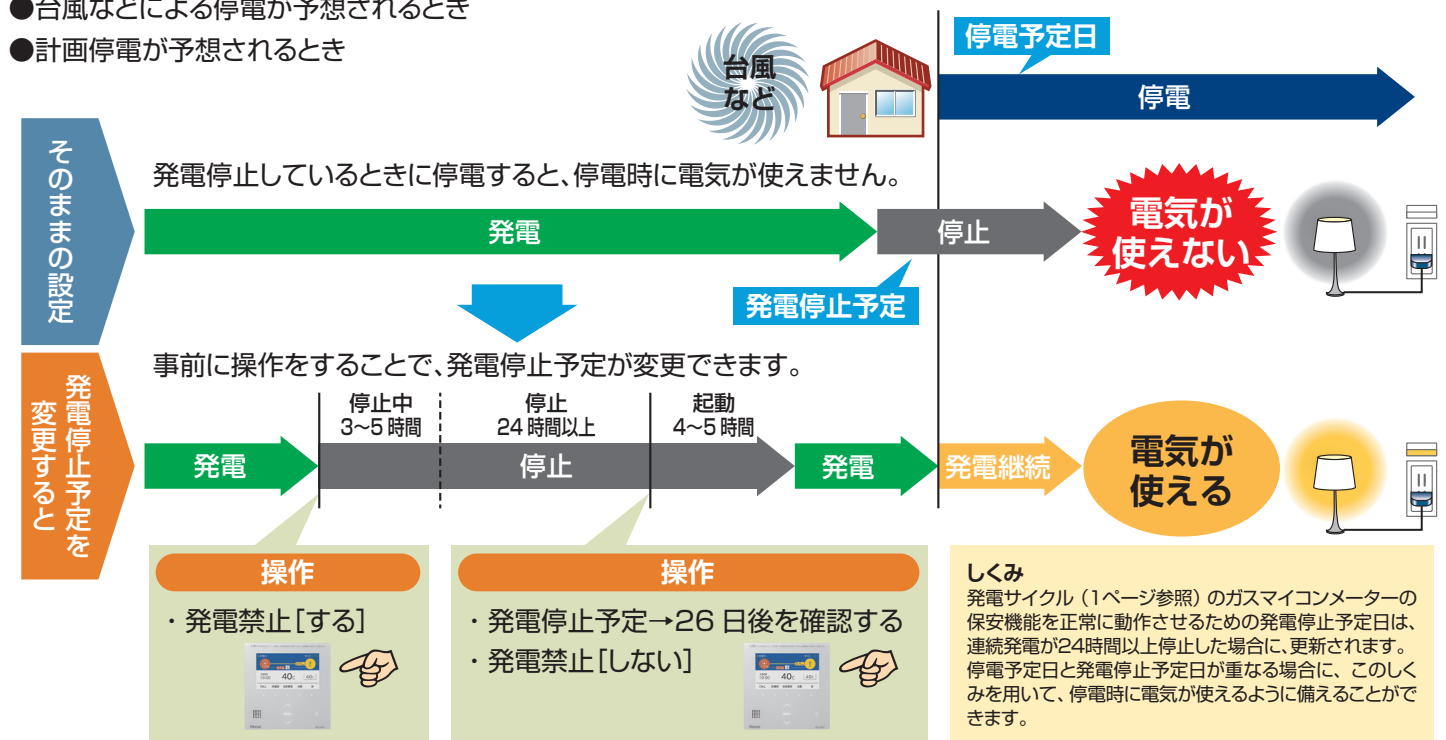 ●台風などによる停電が予想されるとき
●計画停電が予想されるとき
台風
など
停電予定日
停電
そのままの設定
発電停止しているときに停電すると、停電時に電気が使えません。
発電
停止
電気が
使えない
発電停止予定
発電停止予定を
変更すると
事前に操作をすることで、発電停止予定が変更できます。
停止中
3~5 時間
停止
24 時間以上
起動
4~5 時間
発電
停止
発電
発電継続
電気が
使える
操作
・発電禁止[する]
40
操作
・発電停止予定→26 日後を確認する
・発電禁止[しない]
40
しくみ
発電サイクル(1ページ参照)のガスマイコンメーターの
保安機能を正常に動作させるための発電停止予定日は、
連続発電が24時間以上停止した場合に、更新されます。
停電予定日と発電停止予定日が重なる場合に、このしく
みを用いて、停電時に電気が使えるように備えることがで
きます。